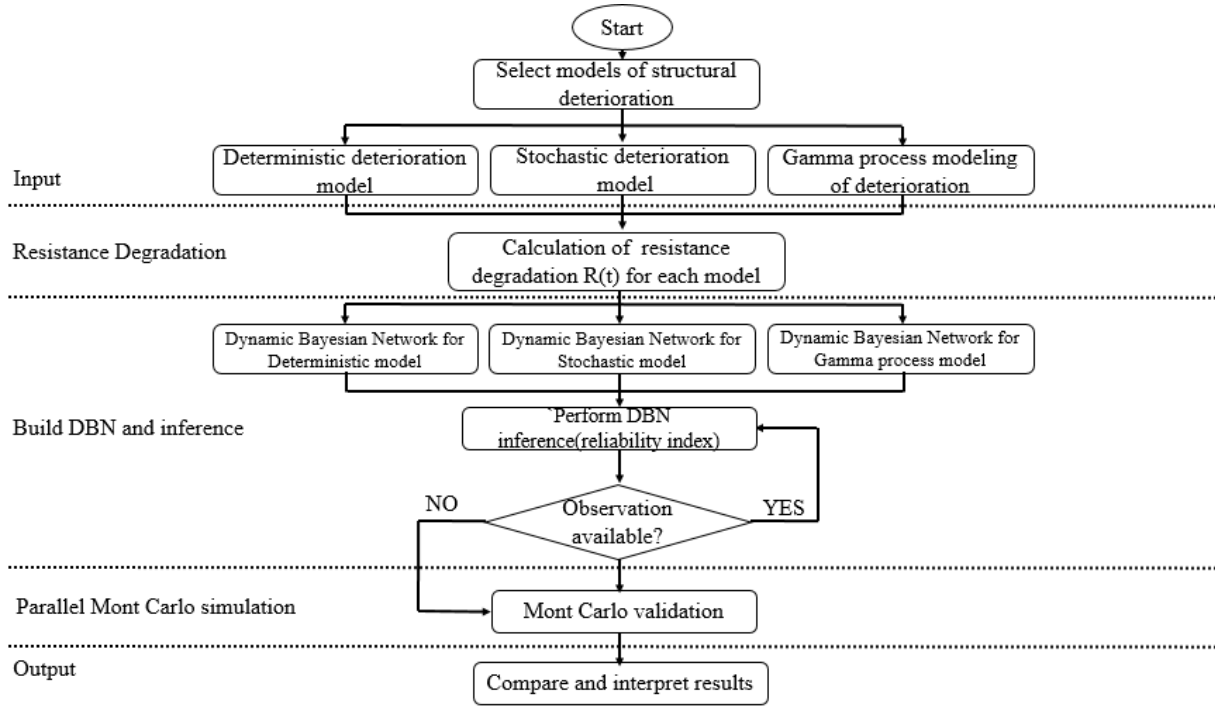 Start
Select models of structural
deterioration
Deterministic deterioration
model
Stochastic deterioration
model
Gamma process modeling
of deterioration
Input
Resistance Degradation
Calculation of resistance
degradation R(t) for each model
Dynamic Bayesian Network for
Deterministic model
Dynamic Bayesian Network for
Stochastic model
Dynamic Bayesian Network for
Gamma process model
Build DBN and inference
`Perform DBN
inference(reliability index)
NO
Observation
available?
YES
Parallel Mont Carlo simulation
Mont Carlo validation
Output
Compare and interpret results